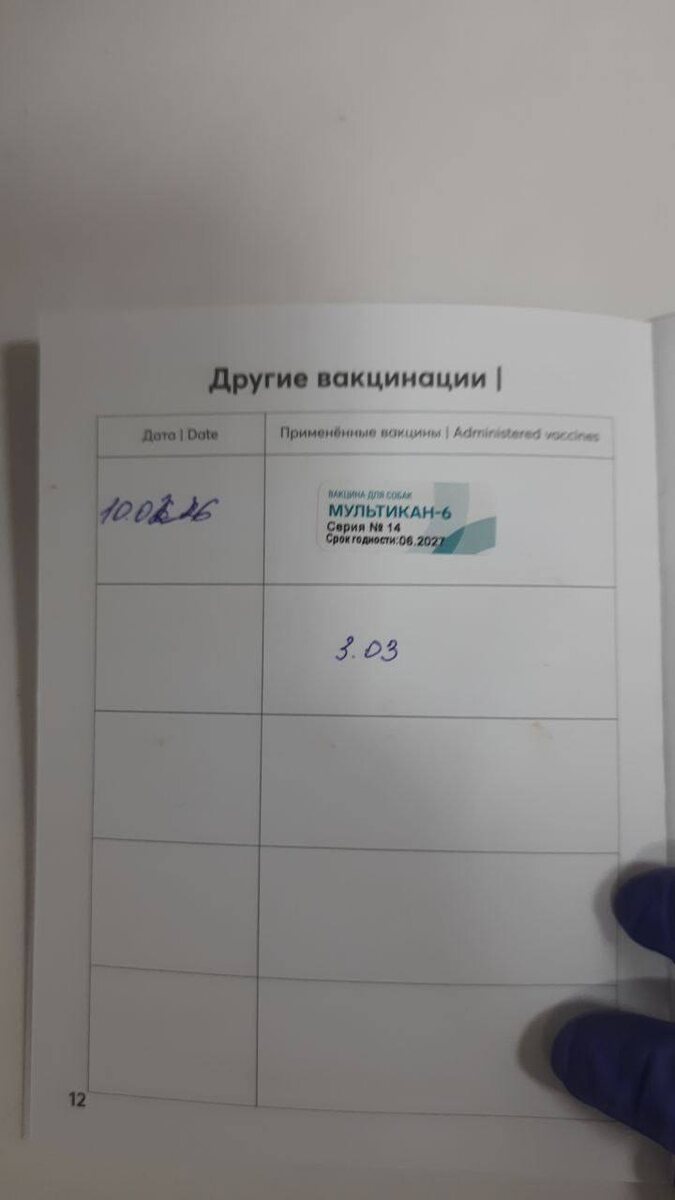 Другие вакцинации |
Дата | Date
Применённые вакцины | Administered vaccines
ВАКЦИНА ДЛЯ СОБАК
МУЛЬТИКАН-6
Серия № 14
Срок годности:06.2027
3.03
12